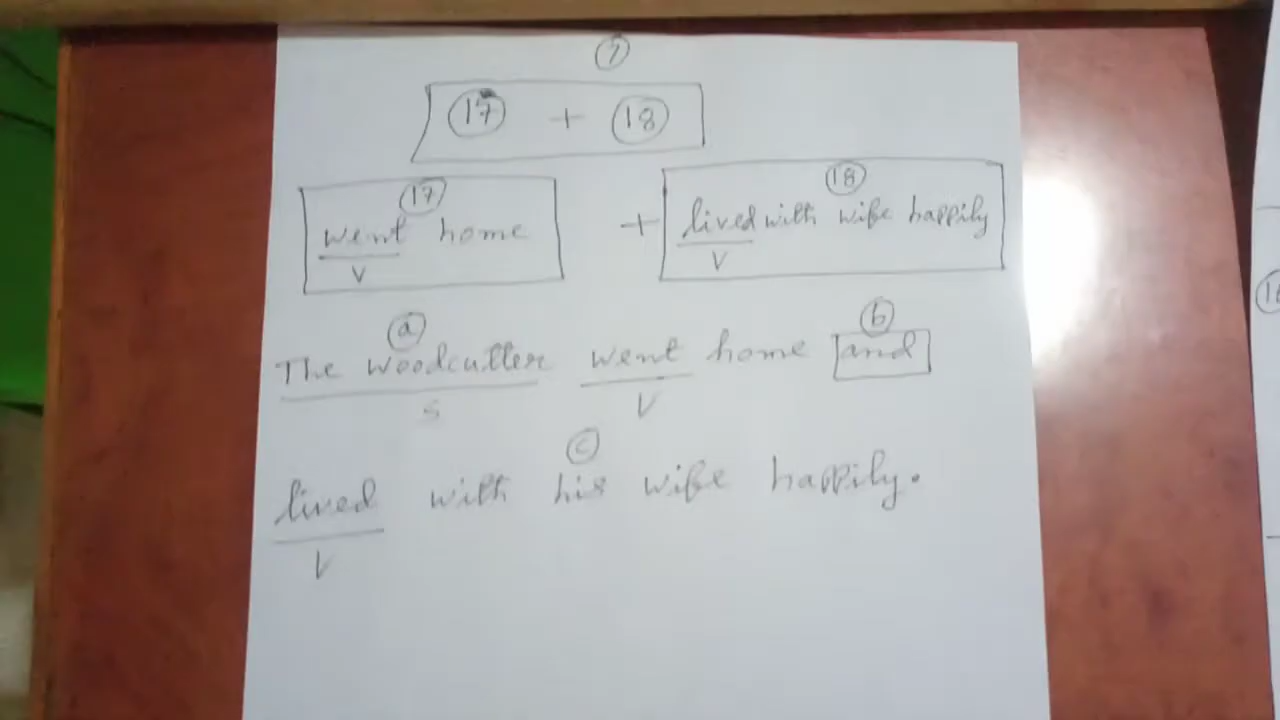 7
17 + 18
17
18
went home + lived with wife happily
V
V
a
b
The woodcutter went home and
S
V
c
lived with his wife happily.
V